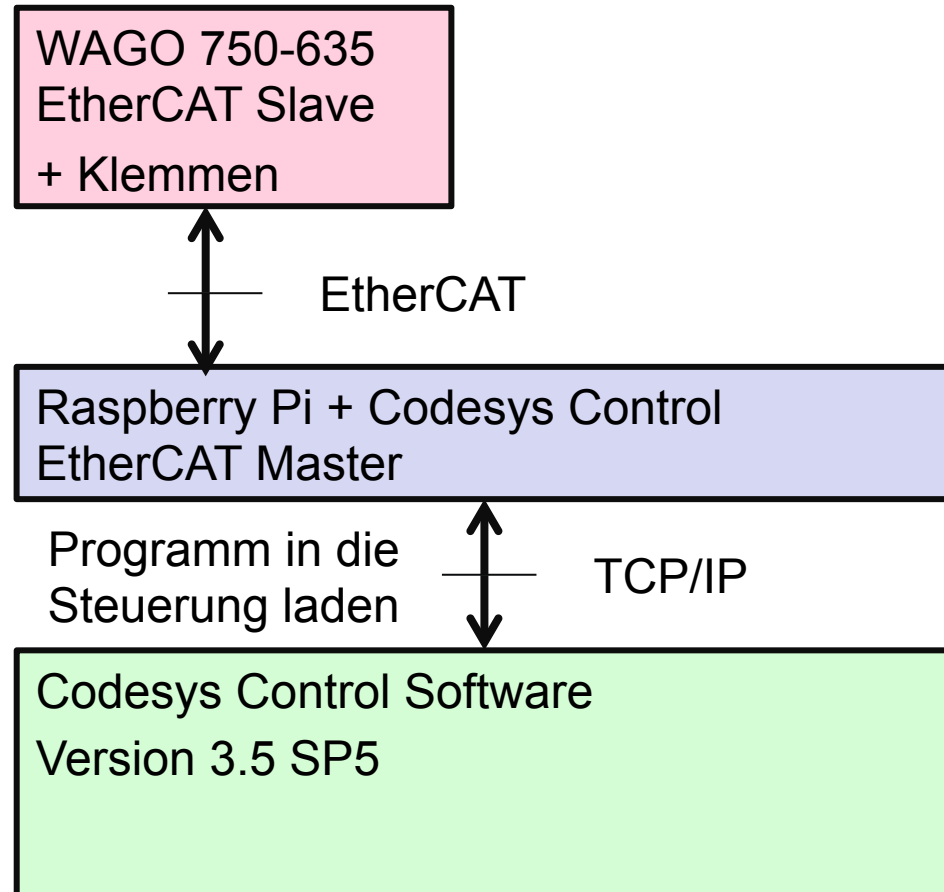 WAGO 750-635
EtherCAT Slave
+ Klemmen
EtherCAT
Raspberry Pi + Codesys Control
EtherCAT Master
Programm in die
Steuerung laden
TCP/IP
Codesys Control Software
Version 3.5 SP5